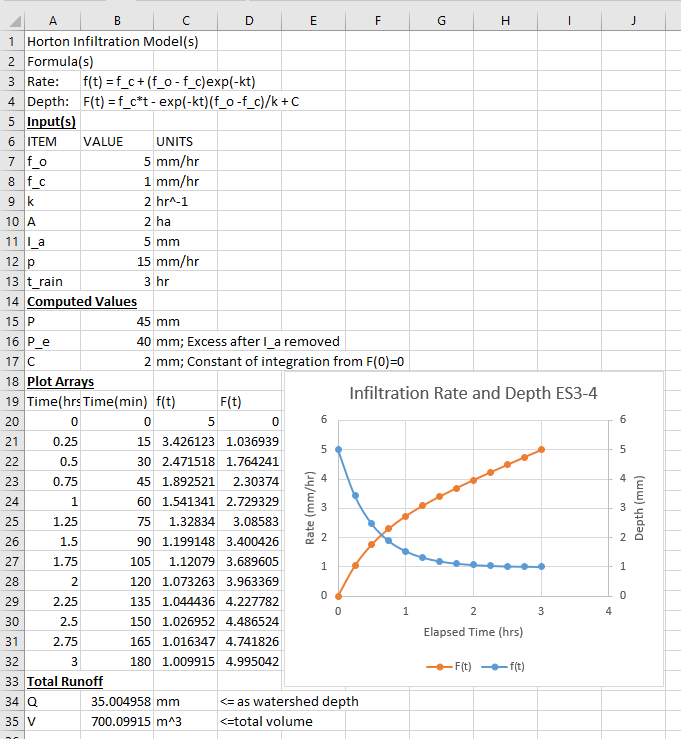 A B C D E F G H I J
1 Horton Infiltration Model(s)
2 Formula(s)
3 Rate: f(t) = f_c + (f_o - f_c)exp(-kt)
4 Depth: F(t) = f_c*t - exp(-kt)(f_o -f_c)/k + C
5 Input(s)
6 ITEM VALUE UNITS
7 f_o 5 mm/hr
8 f_c 1 mm/hr
9 k 2 hr^-1
10 A 2 ha
11 I_a 5 mm
12 p 15 mm/hr
13 t_rain 3 hr
14 Computed Values
15 P 45 mm
16 P_e 40 mm; Excess after I_a removed
17 C 2 mm; Constant of integration from F(0)=0
18 Plot Arrays
19 Time(hrs Time(min) f(t) F(t)
20 0 0 5 0
21 0.25 15 3.426123 1.036939
22 0.5 30 2.471518 1.764241
23 0.75 45 1.892521 2.30374
24 1 60 1.541341 2.729329
25 1.25 75 1.32834 3.08583
26 1.5 90 1.199148 3.400426
27 1.75 105 1.12079 3.689605
28 2 120 1.073263 3.963369
29 2.25 135 1.044436 4.227782
30 2.5 150 1.026952 4.486524
31 2.75 165 1.016347 4.741826
32 3 180 1.009915 4.995042
33 Total Runoff
34 Q 35.004958 mm <= as watershed depth
35 V 700.09915 m^3 <=total volume
Infiltration Rate and Depth ES3-4
Rate (mm/hr)
6
5
4
3
2
1
0
6
5
4
3
2
1
0
Depth (mm)
0 1 2 3 4
Elapsed Time (hrs)
F(t) f(t)